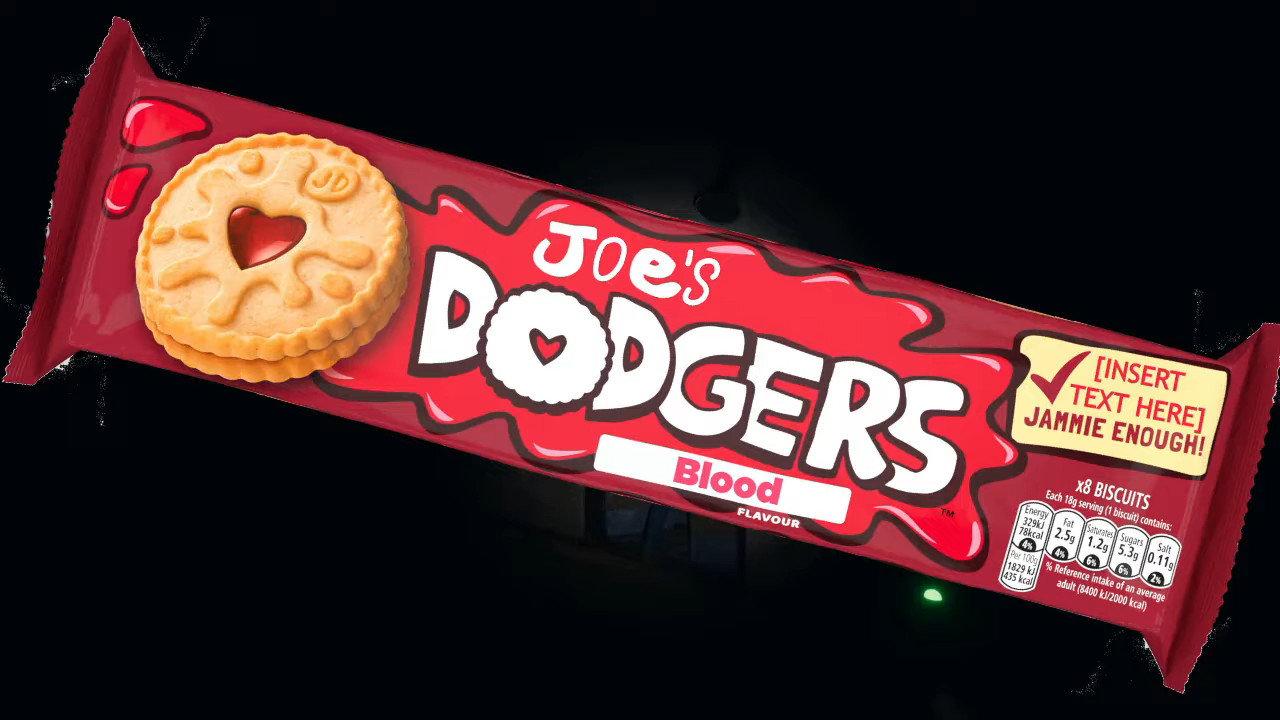 JD
JOe's
DODGERS
TM
Blood
FLAVOUR
[INSERT
TEXT HERE]
JAMMIE ENOUGH!
x8 BISCUITS
Each 18g serving (1 biscuit) contains:
Energy
329kJ
78kcal
4%
Fat
2.5g
4%
Saturates
1.2g
6%
Sugars
5.3g
6%
Salt
0.11g
2%
Per 100g
1829 kJ
435 kcal
% Reference intake of an average
adult (8400 kJ/2000 kcal)